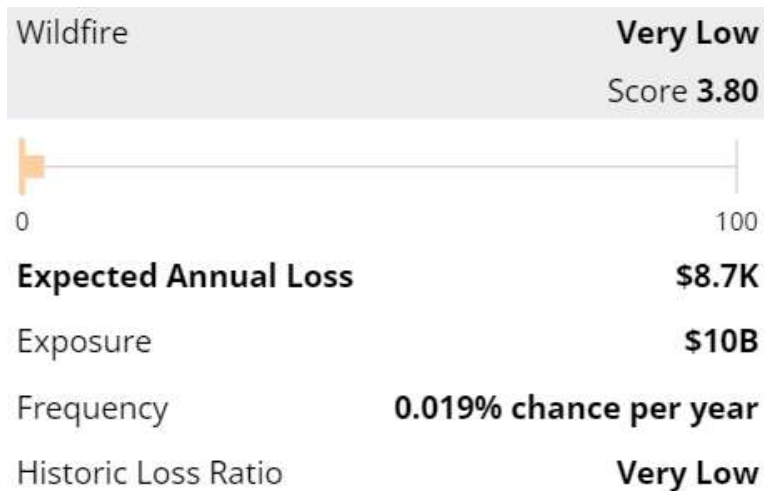 Wildfire Very Low
Score 3.80
0 100
Expected Annual Loss $8.7K
Exposure $10B
Frequency 0.019% chance per year
Historic Loss Ratio Very Low